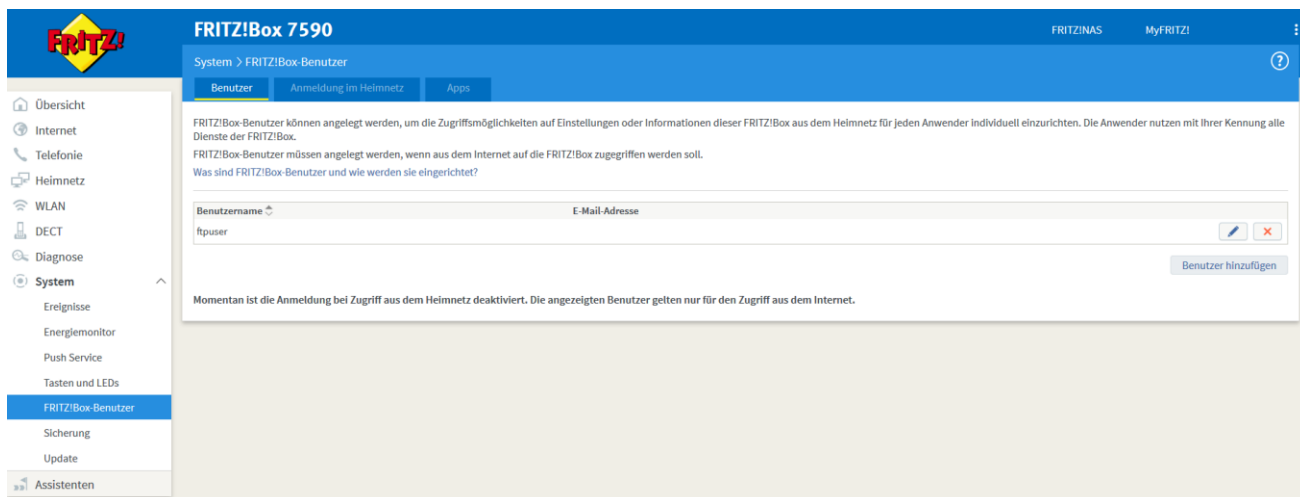 FRITZ!
FRITZ!Box 7590
FRITZ!NAS
MyFRITZ!
System > FRITZ!Box-Benutzer
?
Benutzer
Anmeldung im Heimnetz
Apps
Übersicht
Internet
Telefonie
Heimnetz
WLAN
DECT
Diagnose
System
Ereignisse
Energiemonitor
Push Service
Tasten und LEDs
FRITZ!Box-Benutzer
Sicherung
Update
Assistenten
FRITZ!Box-Benutzer können angelegt werden, um die Zugriffsmöglichkeiten auf Einstellungen oder Informationen dieser FRITZ!Box aus dem Heimnetz für jeden Anwender individuell einzurichten. Die Anwender nutzen mit Ihrer Kennung alle
Dienste der FRITZ!Box.
FRITZ!Box-Benutzer müssen angelegt werden, wenn aus dem Internet auf die FRITZ!Box zugegriffen werden soll.
Was sind FRITZ!Box-Benutzer und wie werden sie eingerichtet?
Benutzername
E-Mail-Adresse
ftpuser
Benutzer hinzufügen
Momentan ist die Anmeldung bei Zugriff aus dem Heimnetz deaktiviert. Die angezeigten Benutzer gelten nur für den Zugriff aus dem Internet.